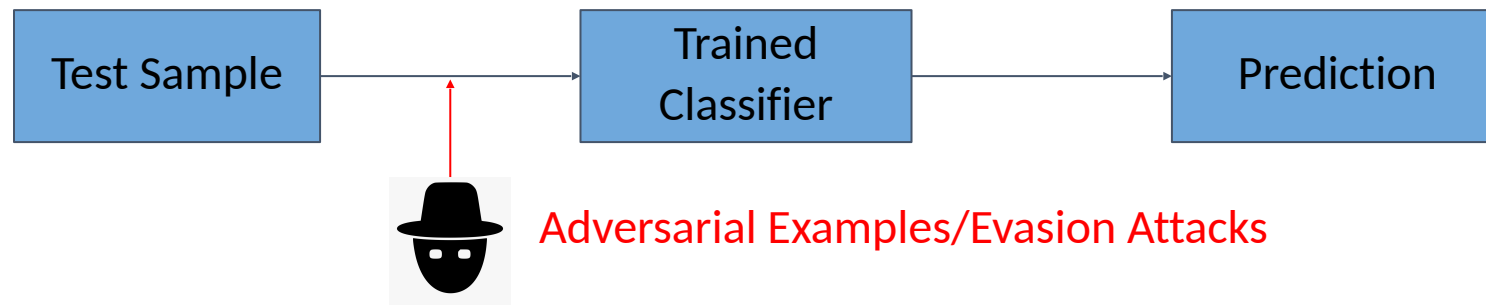 Test Sample
Trained
Classifier
Prediction
Adversarial Examples/Evasion Attacks